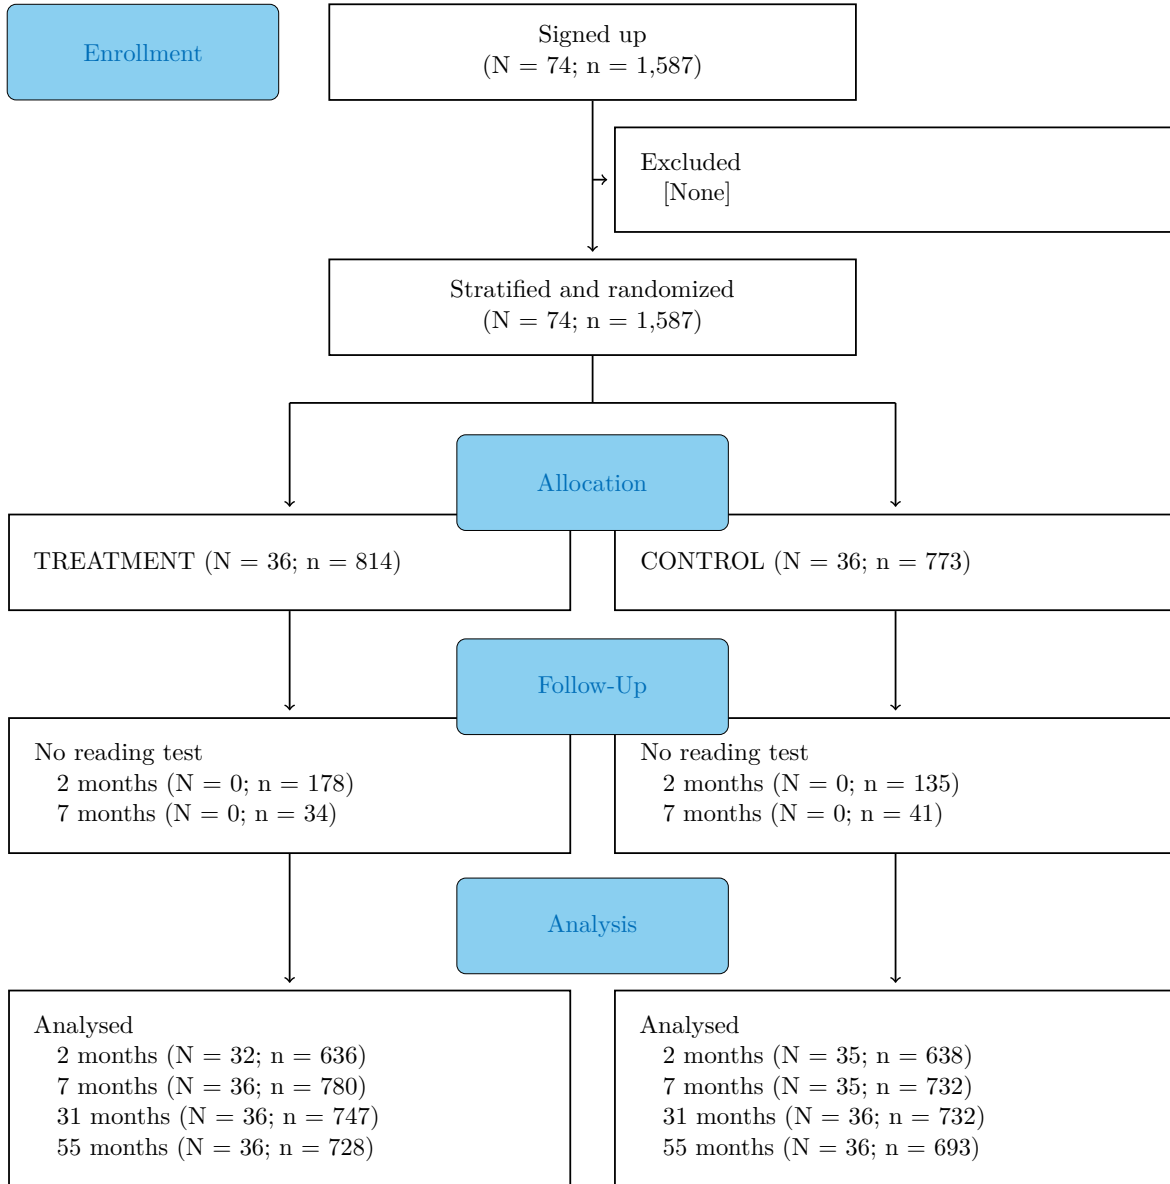 Enrollment
Signed up
(N = 74; n = 1,587)
Excluded
[None]
Stratified and randomized
(N = 74; n = 1,587)
Allocation
TREATMENT (N = 36; n = 814)
CONTROL (N = 36; n = 773)
Follow-Up
No reading test
2 months (N = 0; n = 178)
7 months (N = 0; n = 34)
No reading test
2 months (N = 0; n = 135)
7 months (N = 0; n = 41)
Analysis
Analysed
2 months (N = 32; n = 636)
7 months (N = 36; n = 780)
31 months (N = 36; n = 747)
55 months (N = 36; n = 728)
Analysed
2 months (N = 35; n = 638)
7 months (N = 35; n = 732)
31 months (N = 36; n = 732)
55 months (N = 36; n = 693)